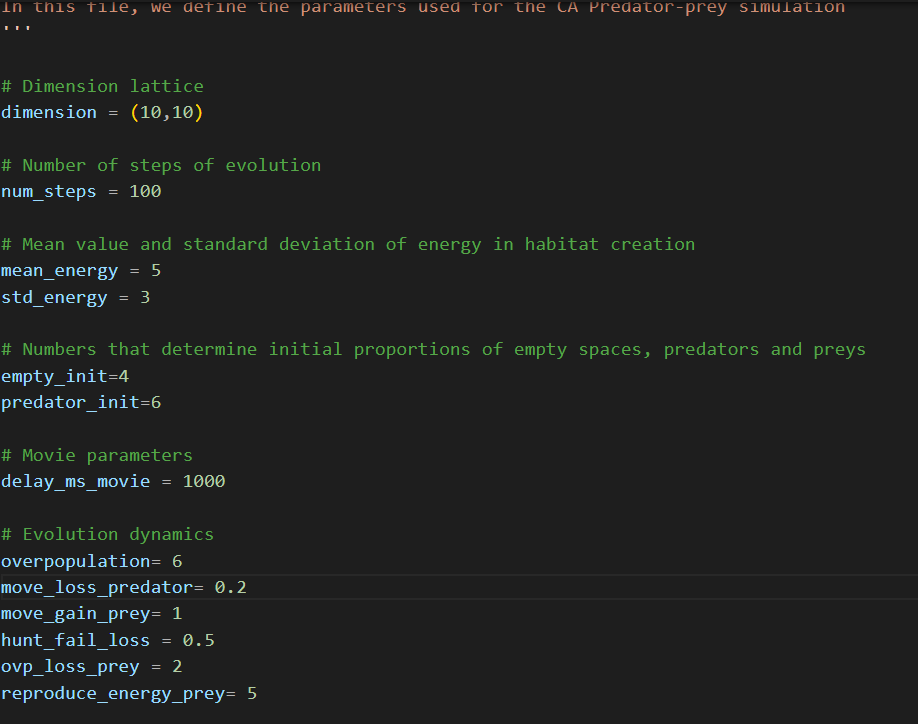 In this file, we define the parameters used for the CA Predator-prey simulation
'''
# Dimension lattice
dimension = (10,10)
# Number of steps of evolution
num_steps = 100
# Mean value and standard deviation of energy in habitat creation
mean_energy = 5
std_energy = 3
# Numbers that determine initial proportions of empty spaces, predators and preys
empty_init=4
predator_init=6
# Movie parameters
delay_ms_movie = 1000
# Evolution dynamics
overpopulation= 6
move_loss_predator= 0.2
move_gain_prey= 1
hunt_fail_loss = 0.5
ovp_loss_prey = 2
reproduce_energy_prey= 5